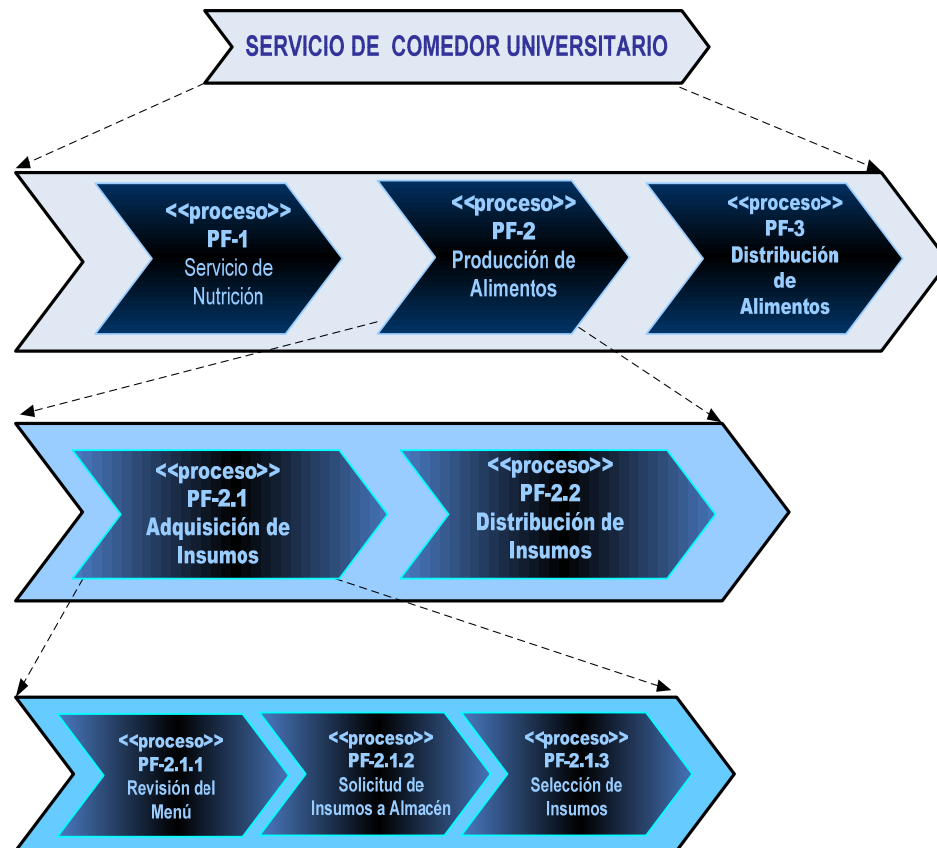 SERVICIO DE  COMEDOR UNIVERSITARIO
<<proceso>>
PF-1
Servicio de
Nutrición
<<proceso>>
PF-2
Producción de
Alimentos
<<proceso>>
PF-3
Distribución
de
Alimentos
<<proceso>>
PF-2.1
Adquisición de
Insumos
<<proceso>>
PF-2.2
Distribución de
Insumos
<<proceso>>
PF-2.1.1
Revisión del
Menú
<<proceso>>
PF-2.1.2
Solicitud de
Insumos a Almacén
<<proceso>>
PF-2.1.3
Selección de
Insumos